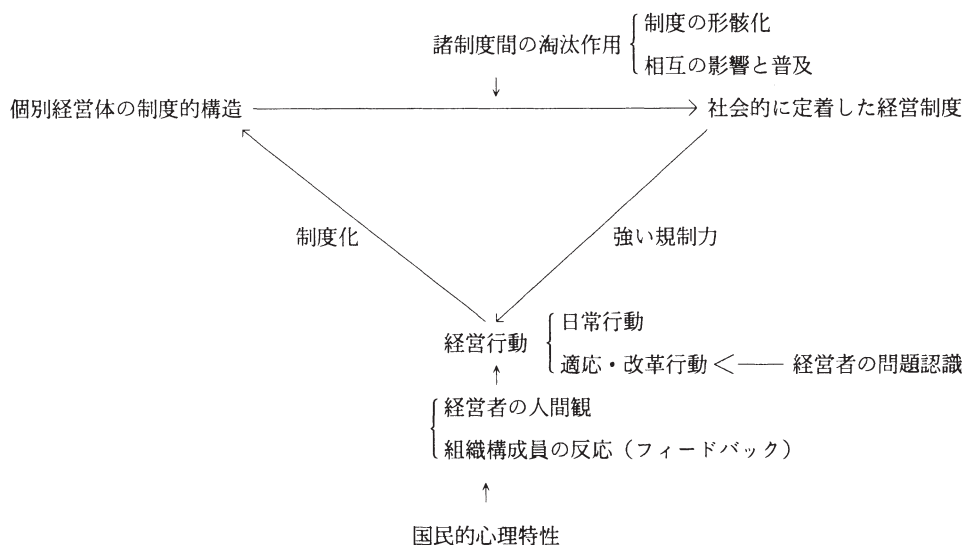 制度の形骸化
諸制度間の淘汰作用
相互の影響と普及
個別経営体の制度的構造
社会的に定着した経営制度
制度化
強い規制力
日常行動
経営行動
適応・改革行動
経営者の問題認識
経営者の人間観
組織構成員の反応（フィードバック）
国民的心理特性